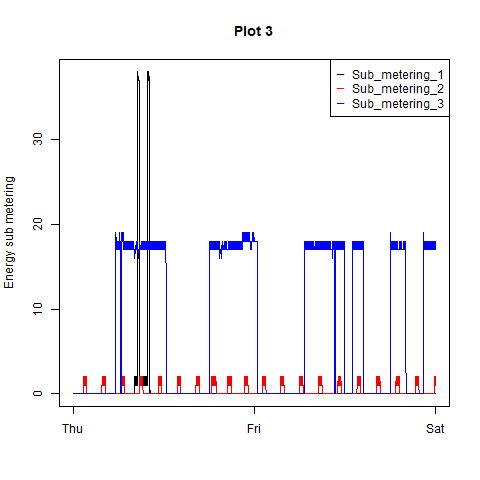 Plot 3
Sub_metering_1
Sub_metering_2
Sub_metering_3
Energy sub metering
30
20
10
0
Thu
Fri
Sat